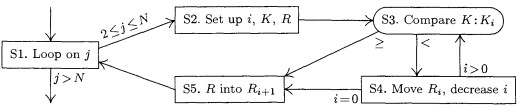 2 ≤ j ≤ N
S2. Set up i, K, R
S3. Compare K : K_i
S1. Loop on j
≥
<
j > N
i > 0
S5. R into R_{i+1}
i = 0
S4. Move R_i, decrease i